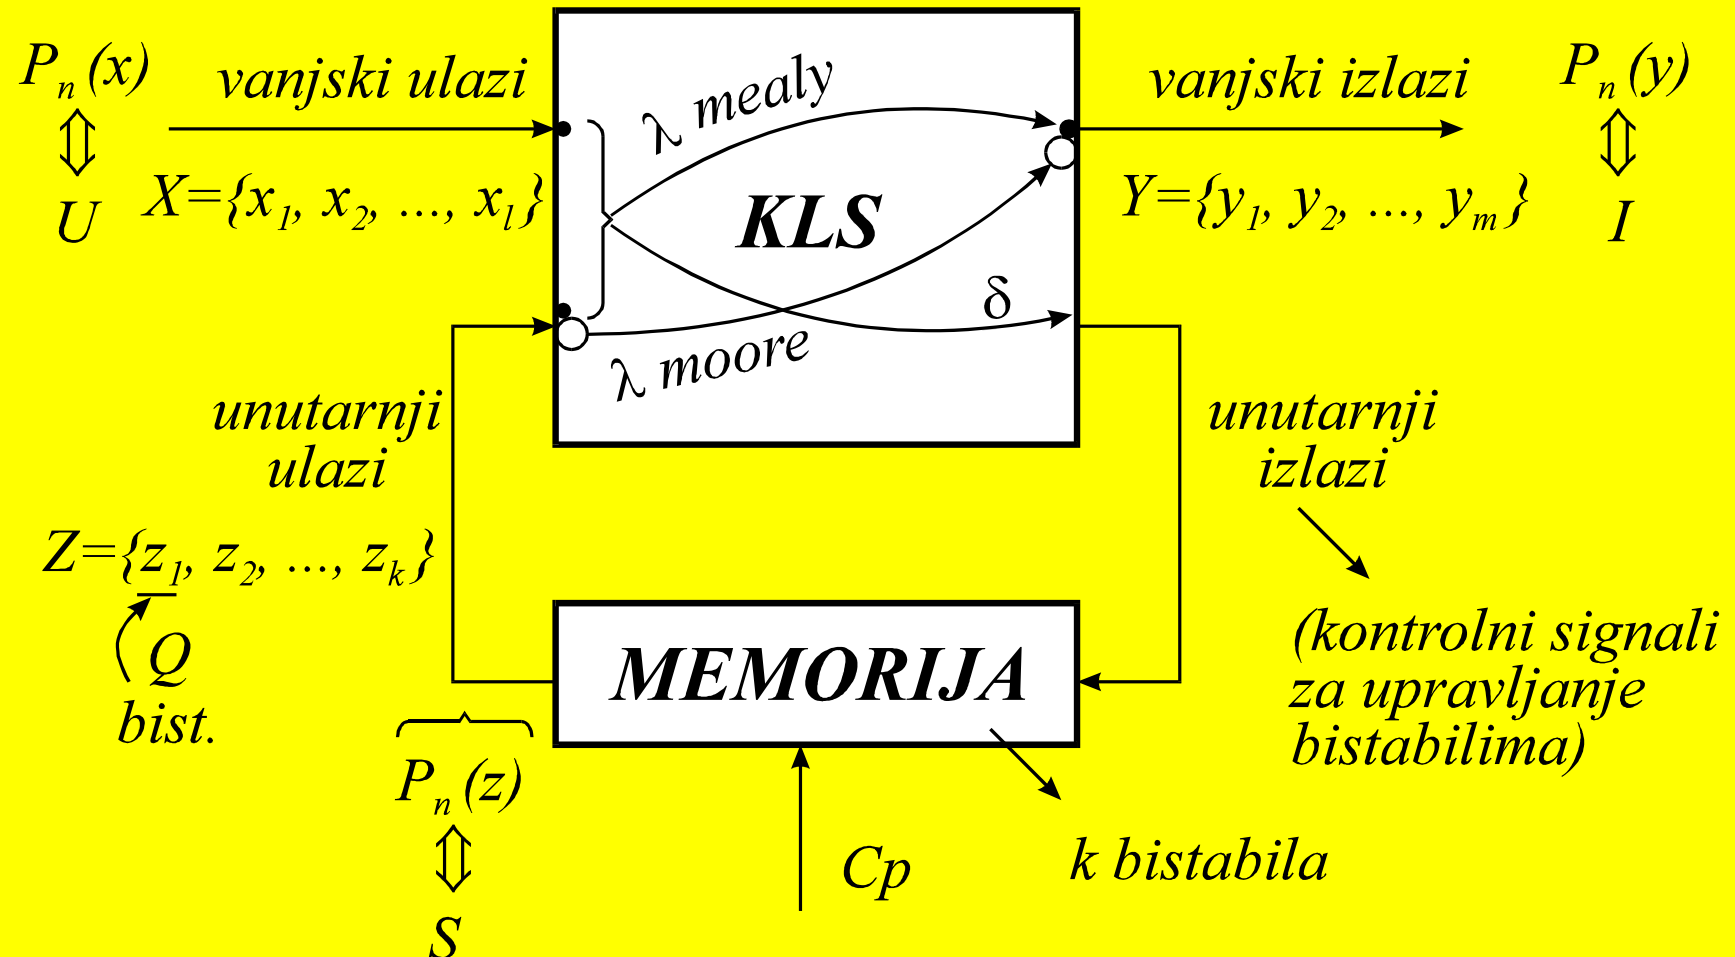 Pn (x)
vanjski ulazi
U
X={x1, x2, ..., xl}
λ mealy
KLS
λ moore
δ
vanjski izlazi
Pn (y)
Y={y1, y2, ..., ym}
I
unutarnji
ulazi
Z={z1, z2, ..., zk}
Q
bist.
unutarnji
izlazi
(kontrolni signali
za upravljanje
bistabilima)
MEMORIJA
Pn (z)
S
Cp
k bistabila